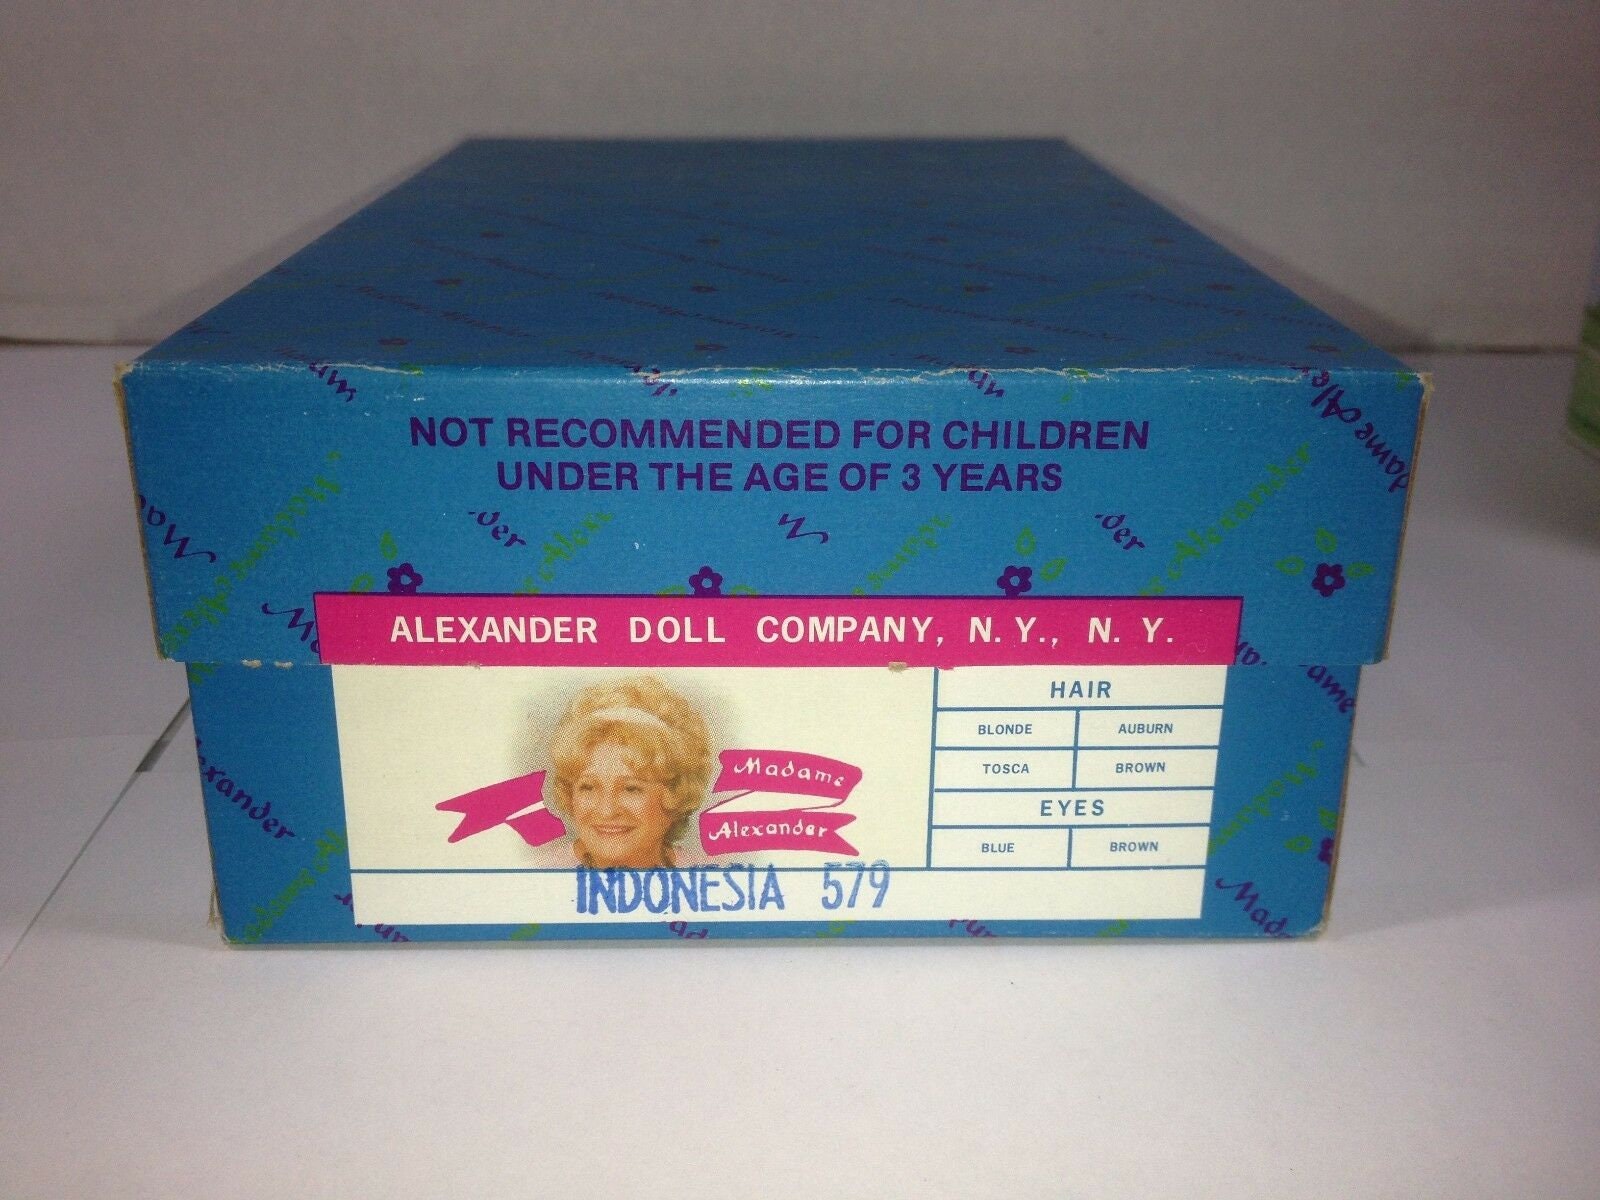 NOT RECOMMENDED FOR CHILDREN
UNDER THE AGE OF 3 YEARS
ALEXANDER DOLL COMPANY, N.Y., N.Y.
Madame
Alexander
HAIR
BLONDE AUBURN
TOSCA BROWN
EYES
BLUE BROWN
INDONESIA 579